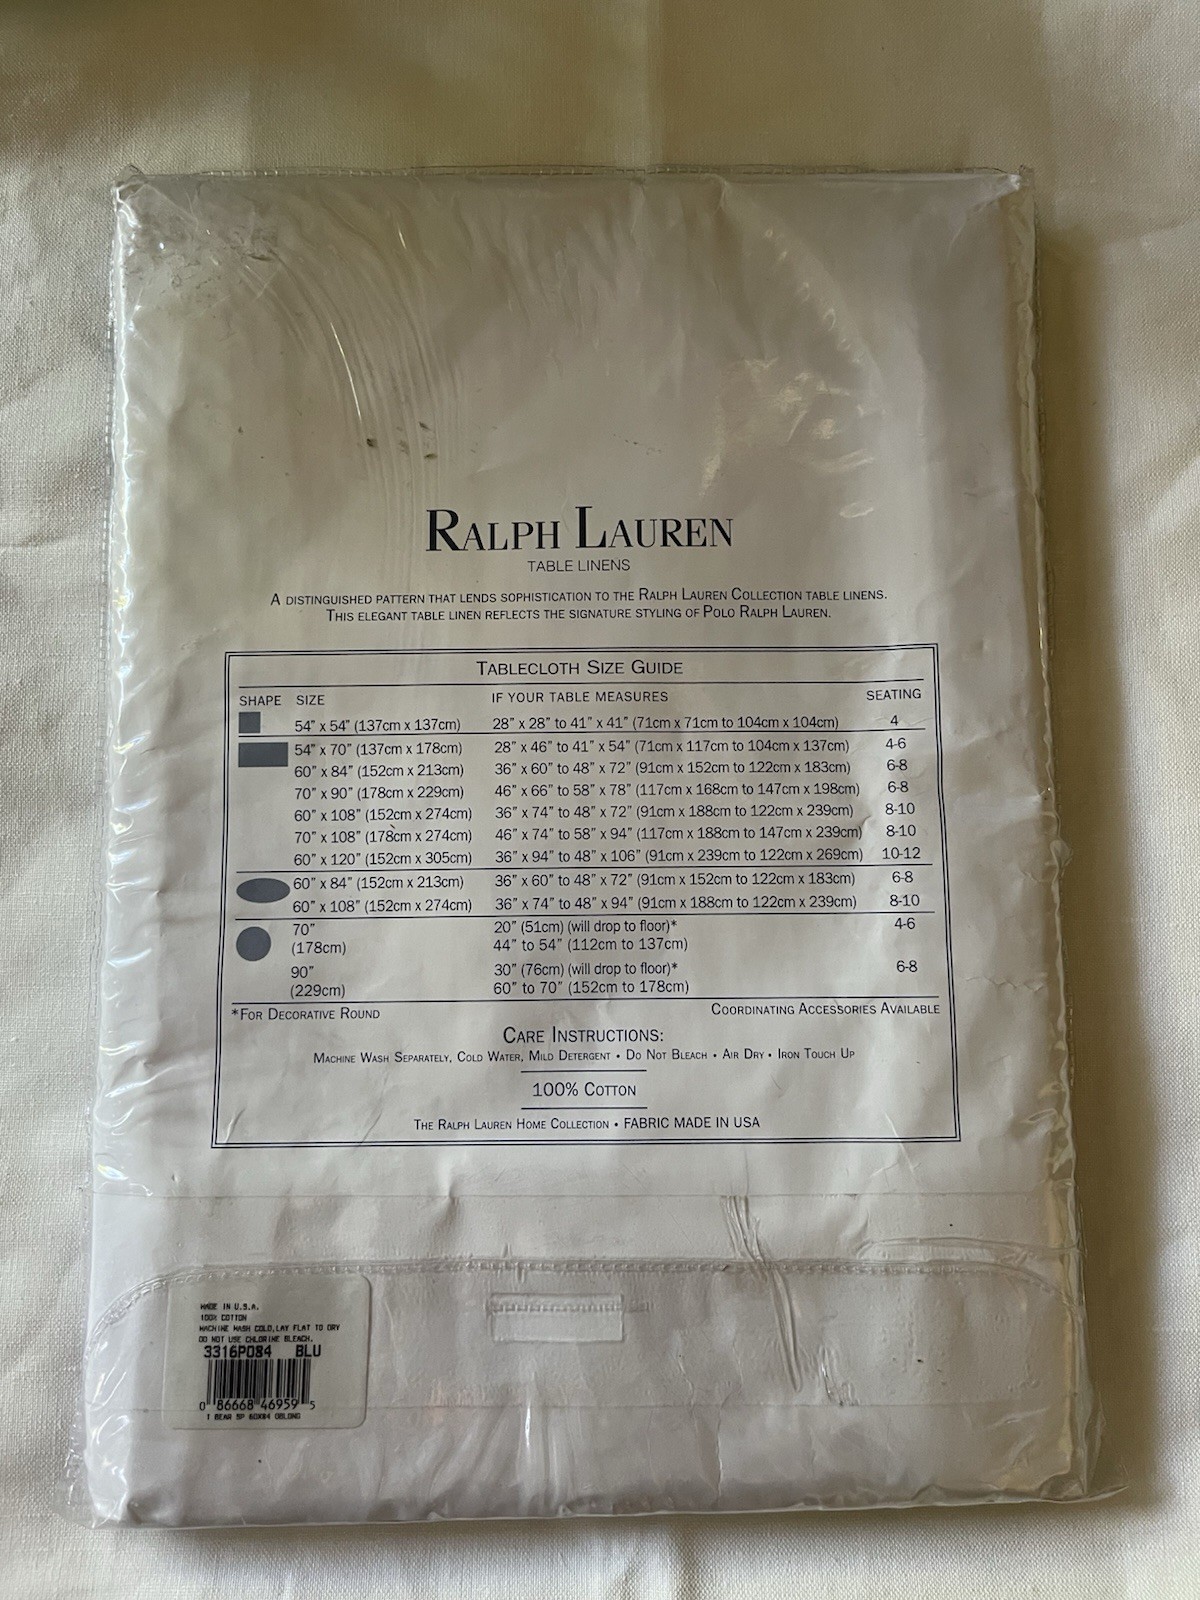 RALPH LAUREN
TABLE LINENS
A DISTINGUISHED PATTERN THAT LENDS SOPHISTICATION TO THE RALPH LAUREN COLLECTION TABLE LINENS.
THIS ELEGANT TABLE LINEN REFLECTS THE SIGNATURE STYLING OF POLO RALPH LAUREN.
TABLECLOTH SIZE GUIDE
SHAPE SIZE IF YOUR TABLE MEASURES SEATING
54" x 54" (137cm x 137cm) 28" x 28" to 41" x 41" (71cm x 71cm to 104cm x 104cm) 4
54" x 70" (137cm x 178cm) 28" x 46" to 41" x 54" (71cm x 117cm to 104cm x 137cm) 4-6
60" x 84" (152cm x 213cm) 36" x 60" to 48" x 72" (91cm x 152cm to 122cm x 183cm) 6-8
70" x 90" (178cm x 229cm) 46" x 66" to 58" x 78" (117cm x 168cm to 147cm x 198cm) 6-8
60" x 108" (152cm x 274cm) 36" x 74" to 48" x 72" (91cm x 188cm to 122cm x 239cm) 8-10
70" x 108" (178cm x 274cm) 46" x 74" to 58" x 94" (117cm x 188cm to 147cm x 239cm) 8-10
60" x 120" (152cm x 305cm) 36" x 94" to 48" x 106" (91cm x 239cm to 122cm x 269cm) 10-12
60" x 84" (152cm x 213cm) 36" x 60" to 48" x 72" (91cm x 152cm to 122cm x 183cm) 6-8
60" x 108" (152cm x 274cm) 36" x 74" to 48" x 94" (91cm x 188cm to 122cm x 239cm) 8-10
70" 20" (51cm) (will drop to floor)* 4-6
(178cm) 44" to 54" (112cm to 137cm)
90" 30" (76cm) (will drop to floor)* 6-8
(229cm) 60" to 70" (152cm to 178cm)
*FOR DECORATIVE ROUND COORDINATING ACCESSORIES AVAILABLE
CARE INSTRUCTIONS:
MACHINE WASH SEPARATELY, COLD WATER, MILD DETERGENT • DO NOT BLEACH • AIR DRY • IRON TOUCH UP
100% COTTON
THE RALPH LAUREN HOME COLLECTION • FABRIC MADE IN USA
MADE IN U.S.A.
100% COTTON
MACHINE WASH COLD, LAY FLAT TO DRY
DO NOT USE CHLORINE BLEACH.
3316P084 BLU
0 86668 46959 5
1 BEAR SP 60X84 OBLONG